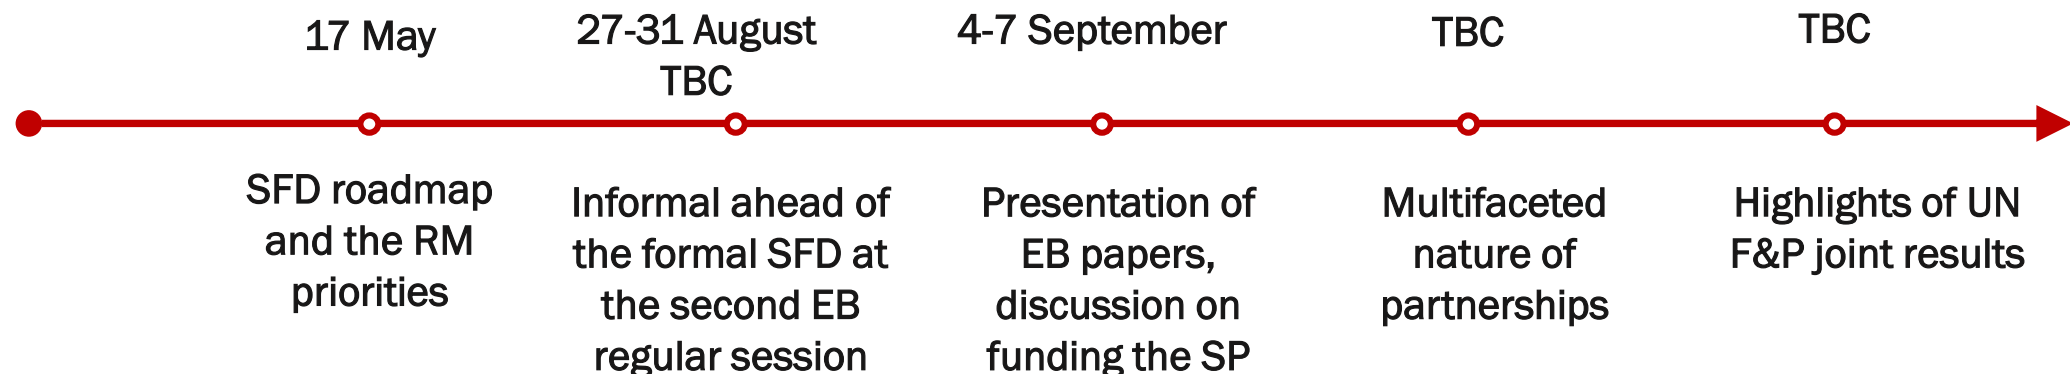 17 May
27-31 August
TBC
4-7 September
TBC
TBC
SFD roadmap
and the RM
priorities
Informal ahead of
the formal SFD at
the second EB
regular session
Presentation of
EB papers,
discussion on
funding the SP
Multifaceted
nature of
partnerships
Highlights of UN
F&P joint results